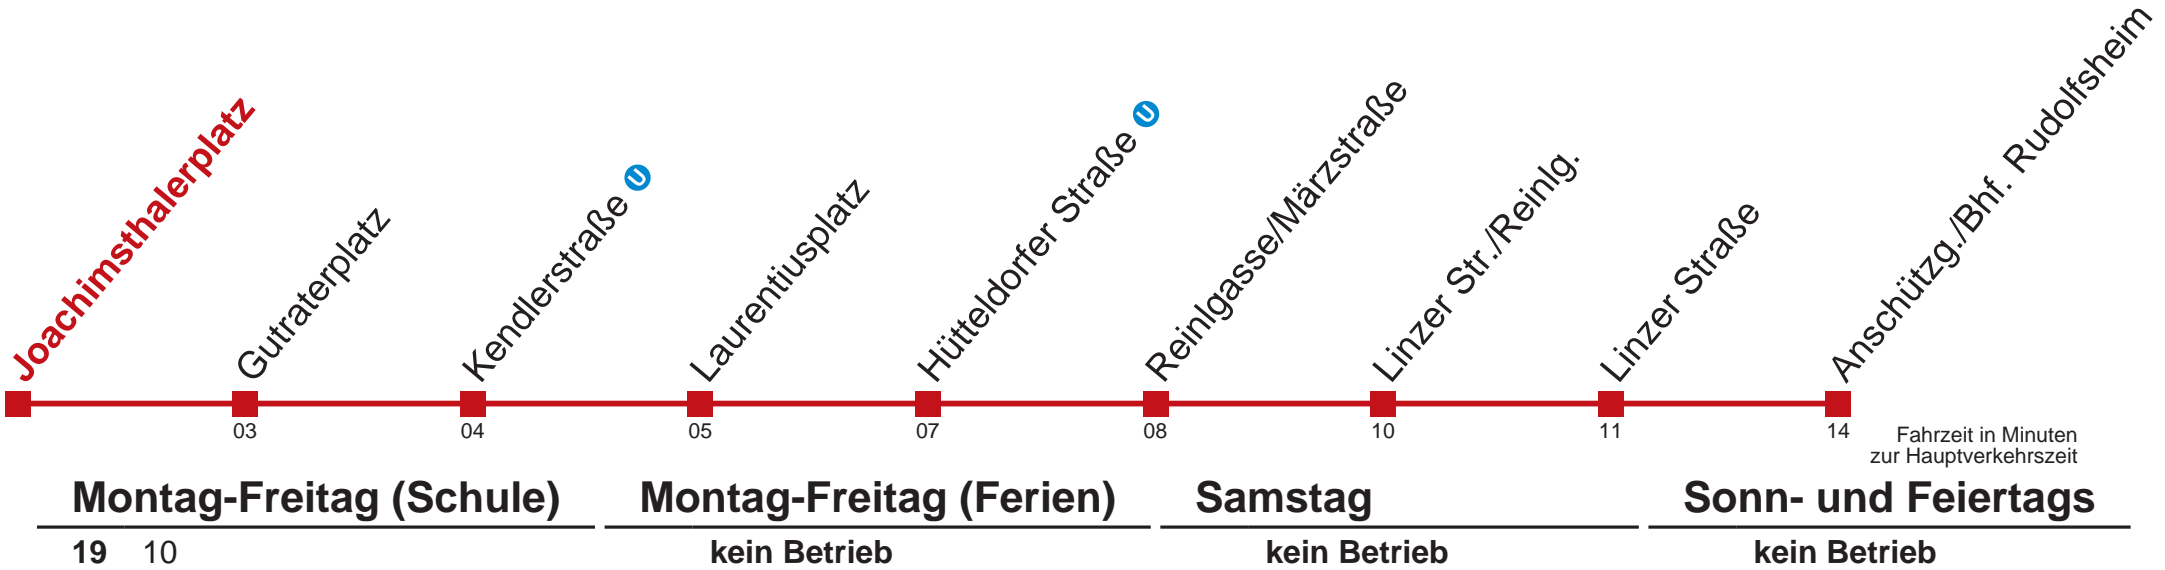 Joachimsthalerplatz
Gutraterplatz
Kendlerstraße U
Laurentiusplatz
Hütteldorfer Straße U
Reinlgasse/Märzstraße
Linzer Str./Reinlg.
Linzer Straße
Anschützg./Bhf. Rudolfsheim
03 04 05 07 08 10 11 14
Fahrzeit in Minuten
zur Hauptverkehrszeit
Montag-Freitag (Schule) Montag-Freitag (Ferien) Samstag Sonn- und Feiertags
19 10 kein Betrieb kein Betrieb kein Betrieb